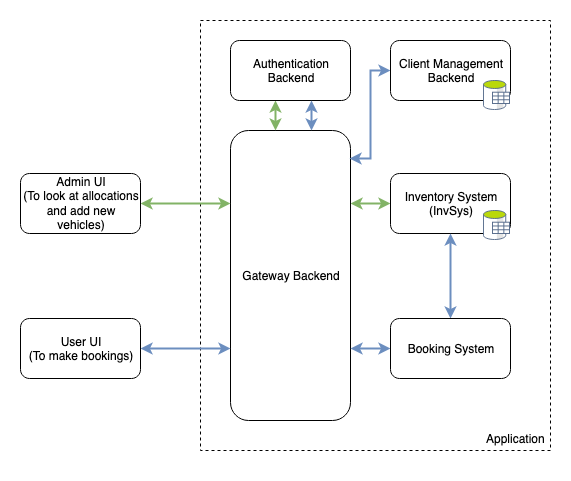 Authentication
Backend
Client Management
Backend
Admin UI
(To look at allocations
and add new
vehicles)
Inventory System
(InvSys)
Gateway Backend
User UI
(To make bookings)
Booking System
Application